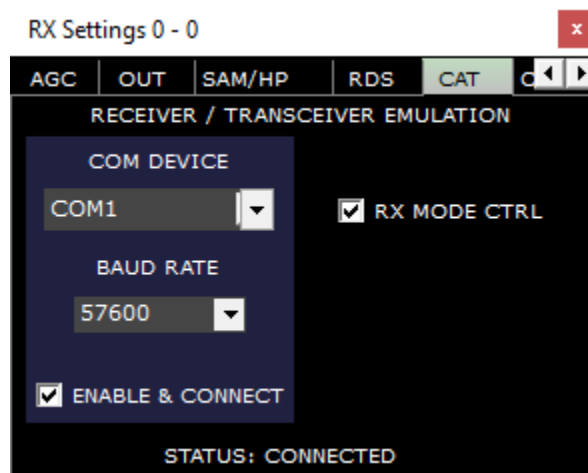 RX Settings 0 - 0
x
AGC OUT SAM/HP RDS CAT
RECEIVER / TRANSCEIVER EMULATION
COM DEVICE
COM1
RX MODE CTRL
BAUD RATE
57600
ENABLE & CONNECT
STATUS: CONNECTED